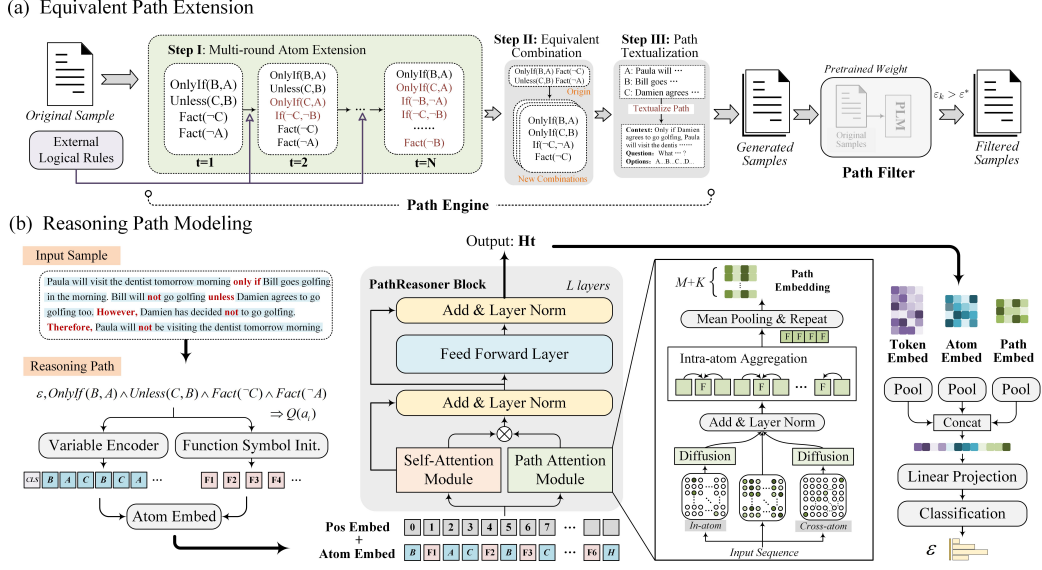 (a) Equivalent Path Extension
Original Sample
External
Logical Rules
Step I: Multi-round Atom Extension
OnlyIf(B,A)
Unless(C,B)
Fact(¬C)
Fact(¬A)
t=1
OnlyIf(B,A)
Unless(C,B)
OnlyIf(C,A)
If(¬C,¬B)
Fact(¬C)
Fact(¬A)
t=2
...
OnlyIf(B,A)
OnlyIf(C,A)
If(¬B,¬A)
If(¬C,¬B)
......
Fact(¬B)
t=N
Step II: Equivalent
Combination
OnlyIf(B,A) Fact(¬C)
Unless(C,B) Fact(¬A)
Origin
OnlyIf(B,A)
OnlyIf(C,B)
If(¬C,¬A)
Fact(¬C)
New Combinations
Step III: Path
Textualization
A: Paula will ···
B: Bill goes ···
C: Damien agrees ···
Textualize Path
Context: Only if Damien
agrees to go golfing, Paula
will visit the dentis ······
Question: What ··· ?
Options: A...B...C...D...
Path Engine
Generated
Samples
Pretrained Weight
Original
Samples
PLM
Path Filter
εk > ε*
Filtered
Samples
(b) Reasoning Path Modeling
Input Sample
Paula will visit the dentist tomorrow morning only if Bill goes golfing
in the morning. Bill will not go golfing unless Damien agrees to go
golfing too. However, Damien has decided not to go golfing.
Therefore, Paula will not be visiting the dentist tomorrow morning.
Reasoning Path
ε, OnlyIf (B, A) ∧ Unless(C, B) ∧ Fact(¬C) ∧ Fact(¬A)
⇒ Q(ai)
Variable Encoder
Function Symbol Init.
CLS B A C B C A ···
F1 F2 F3 F4 ···
Atom Embed
Output: Ht
PathReasoner Block
L layers
Add & Layer Norm
Feed Forward Layer
Add & Layer Norm
Self-Attention
Module
Path Attention
Module
Pos Embed
0 1 2 3 4 5 6 7 ···
+
Atom Embed
B F1 A C F2 B F3 C ··· F6 H
M+K
Path
Embedding
Mean Pooling & Repeat
F F F F
Intra-atom Aggregation
F F ··· F
Add & Layer Norm
Diffusion
Diffusion
In-atom
Cross-atom
Input Sequence
Token
Embed
Atom
Embed
Path
Embed
Pool
Pool
Pool
Concat
Linear Projection
Classification
ε